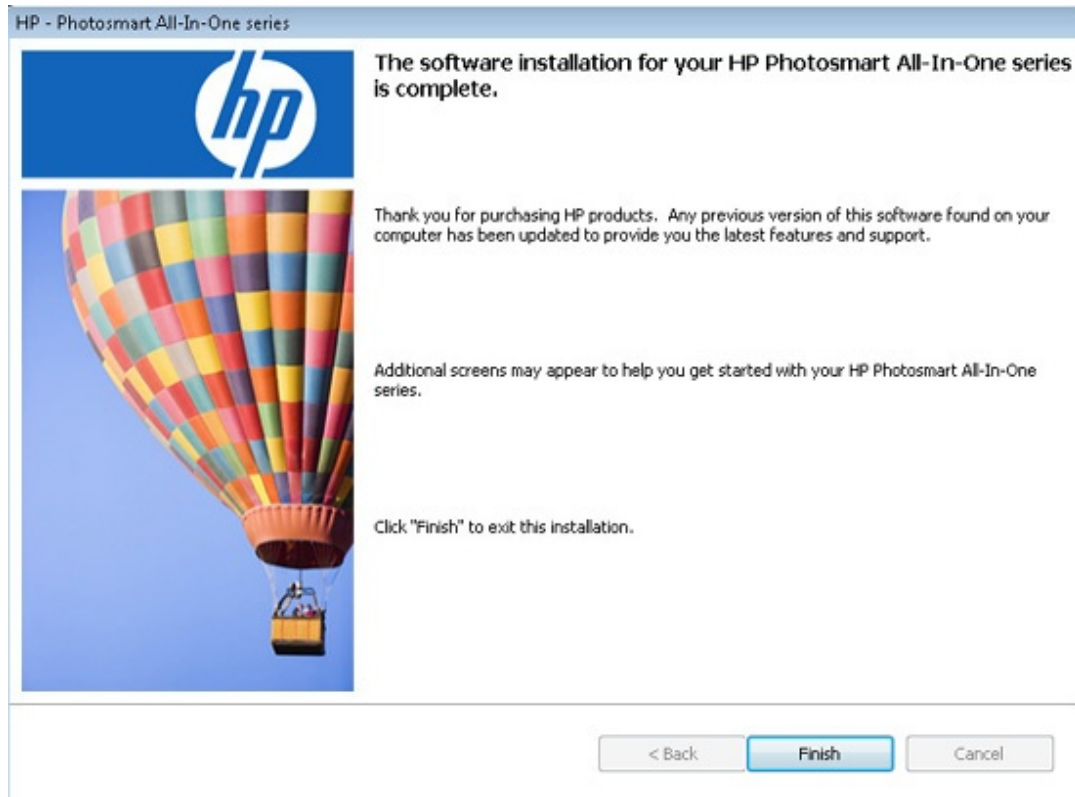 HP - Photosmart All-In-One series
hp
The software installation for your HP Photosmart All-In-One series
is complete.
Thank you for purchasing HP products. Any previous version of this software found on your
computer has been updated to provide you the latest features and support.
Additional screens may appear to help you get started with your HP Photosmart All-In-One
series.
Click "Finish" to exit this installation.
< Back Finish Cancel